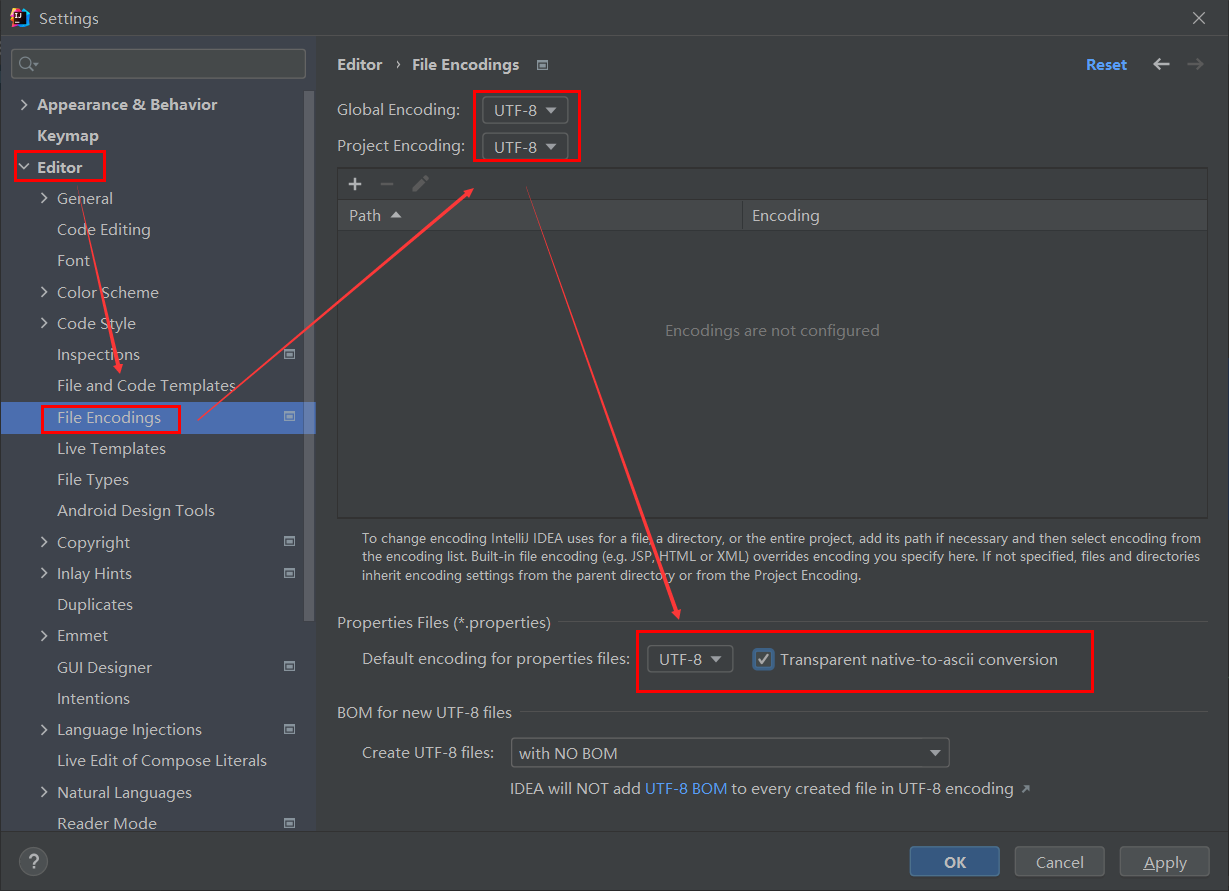 Settings
Appearance & Behavior
Keymap
Editor
General
Code Editing
Font
Color Scheme
Code Style
Inspections
File and Code Templates
File Encodings
Live Templates
File Types
Android Design Tools
Copyright
Inlay Hints
Duplicates
Emmet
GUI Designer
Intentions
Language Injections
Live Edit of Compose Literals
Natural Languages
Reader Mode
Editor › File Encodings
Reset
Global Encoding: UTF-8
Project Encoding: UTF-8
Path Encoding
Encodings are not configured
To change encoding IntelliJ IDEA uses for a file, a directory, or the entire project, add its path if necessary and then select encoding from
the encoding list. Built-in file encoding (e.g. JSP, HTML or XML) overrides encoding you specify here. If not specified, files and directories
inherit encoding settings from the parent directory or from the Project Encoding.
Properties Files (*.properties)
Default encoding for properties files: UTF-8 Transparent native-to-ascii conversion
BOM for new UTF-8 files
Create UTF-8 files: with NO BOM
IDEA will NOT add UTF-8 BOM to every created file in UTF-8 encoding ↗
?
OK Cancel Apply